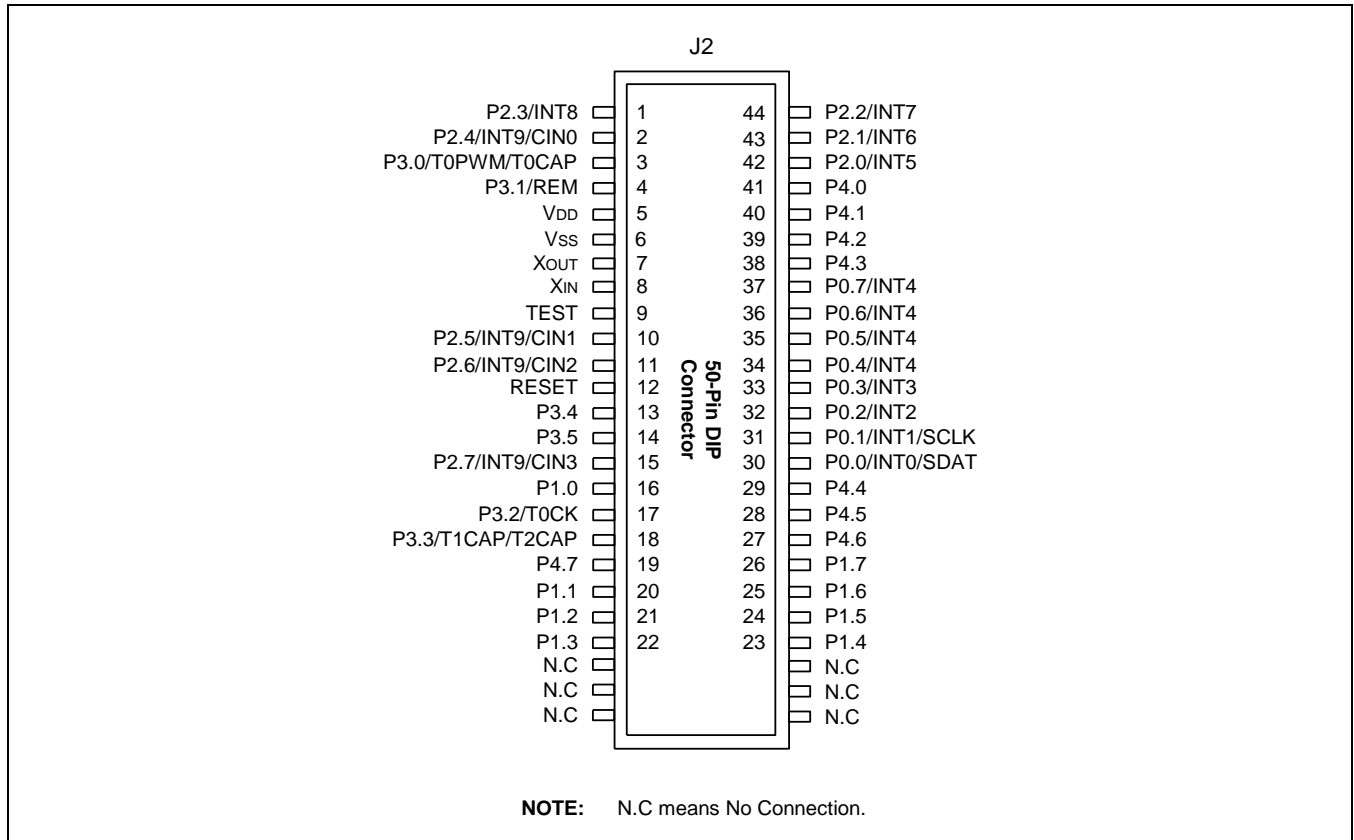 J2
P2.3/INT8 1 44 P2.2/INT7
P2.4/INT9/CIN0 2 43 P2.1/INT6
P3.0/T0PWM/T0CAP 3 42 P2.0/INT5
P3.1/REM 4 41 P4.0
VDD 5 40 P4.1
VSS 6 39 P4.2
XOUT 7 38 P4.3
XIN 8 37 P0.7/INT4
TEST 9 36 P0.6/INT4
P2.5/INT9/CIN1 10 35 P0.5/INT4
P2.6/INT9/CIN2 11 34 P0.4/INT4
RESET 12 33 P0.3/INT3
P3.4 13 32 P0.2/INT2
P3.5 14 31 P0.1/INT1/SCLK
P2.7/INT9/CIN3 15 30 P0.0/INT0/SDAT
P1.0 16 29 P4.4
P3.2/T0CK 17 28 P4.5
P3.3/T1CAP/T2CAP 18 27 P4.6
P4.7 19 26 P1.7
P1.1 20 25 P1.6
P1.2 21 24 P1.5
P1.3 22 23 P1.4
N.C N.C
N.C N.C
N.C N.C
50-Pin DIP
Connector
NOTE: N.C means No Connection.